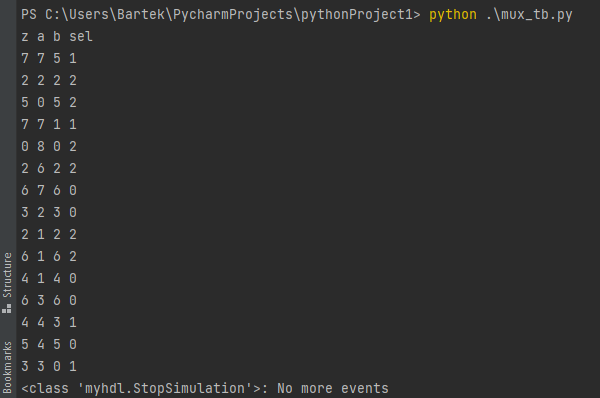 PS C:\Users\Bartek\PycharmProjects\pythonProject1> python .\mux_tb.py
z a b sel
7 7 5 1
2 2 2 2
5 0 5 2
7 7 1 1
0 8 0 2
2 6 2 2
6 7 6 0
3 2 3 0
2 1 2 2
6 1 6 2
4 1 4 0
6 3 6 0
4 4 3 1
5 4 5 0
3 3 0 1
<class 'myhdl.StopSimulation'>: No more events
Structure
Bookmarks